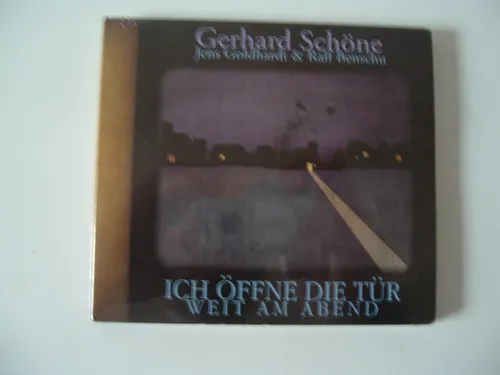 Gerhard Schöne
Jens Goldhardt & Ralf Benschu
ICH ÖFFNE DIE TÜR
WEIT AM ABEND